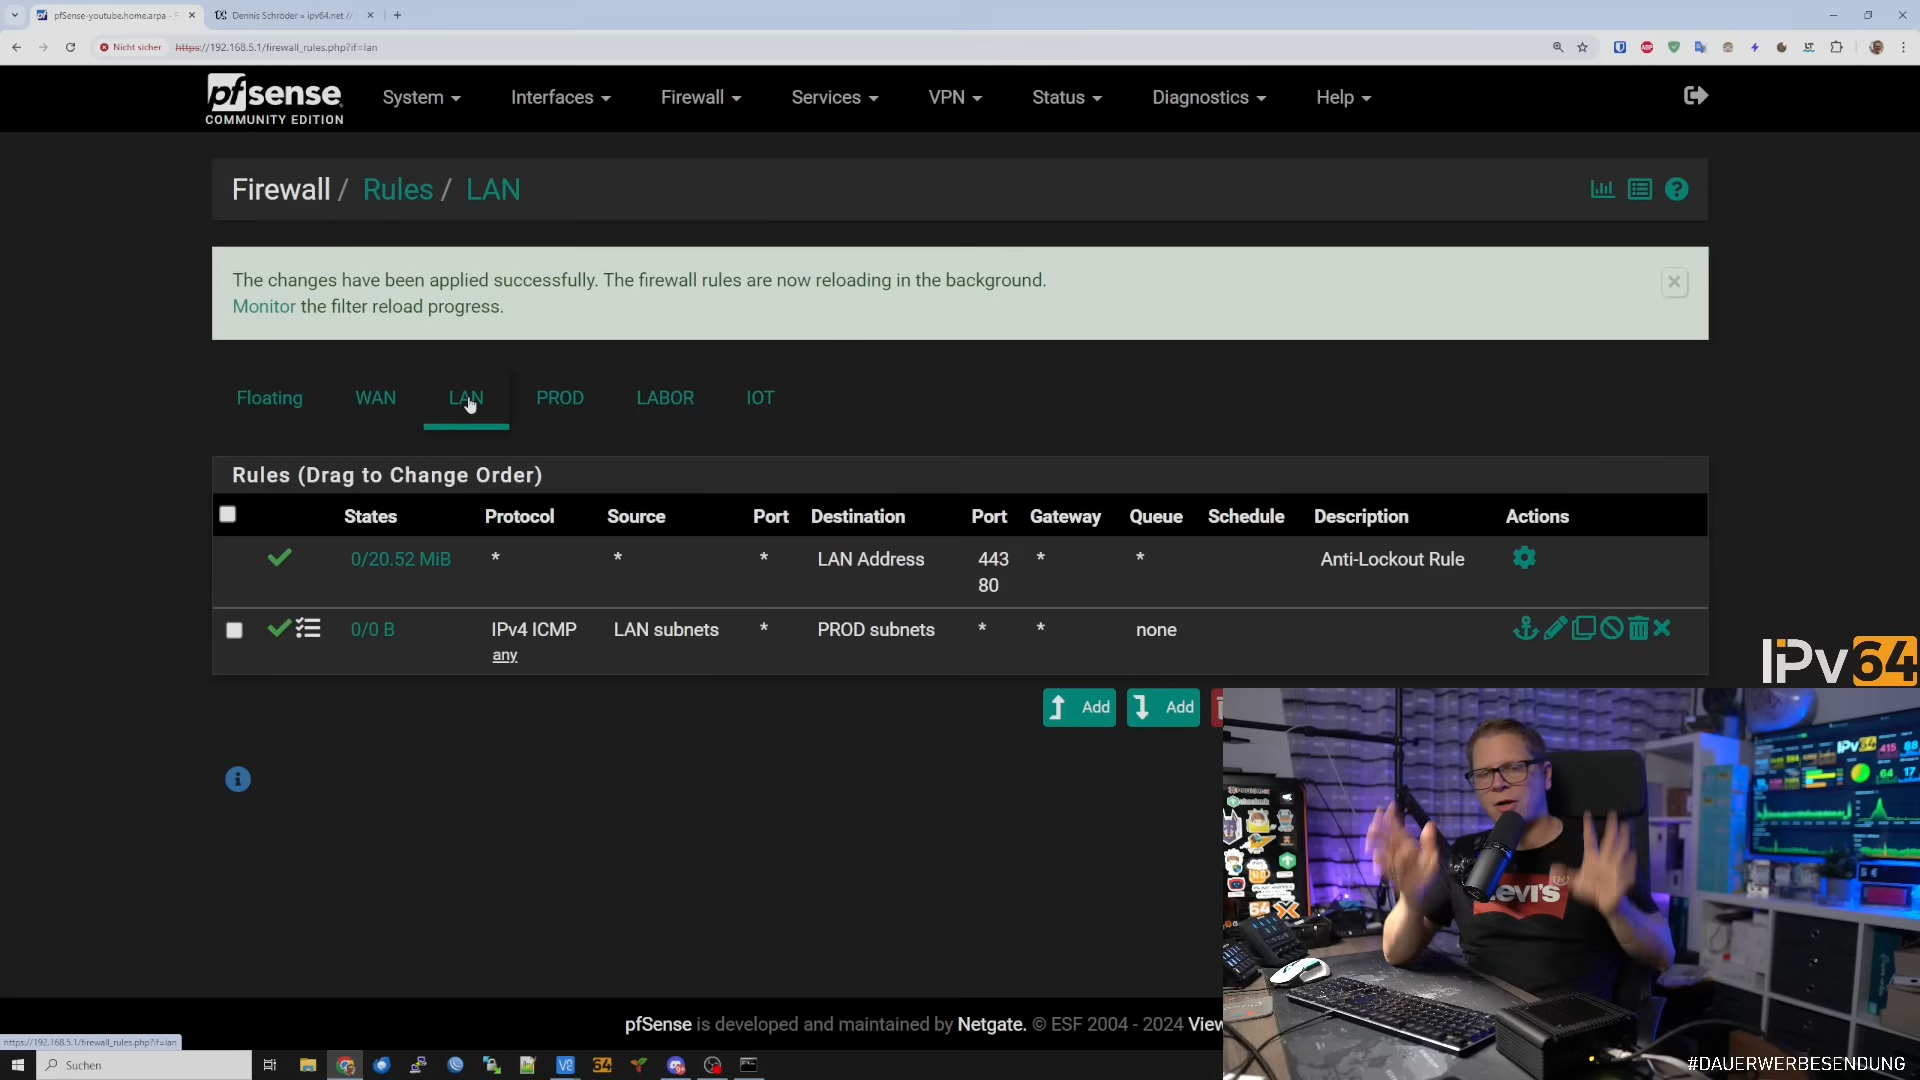 pfSense-youtube.home.arpa - F
Dennis Schröder » ipv64.net //
Nicht sicher
https://192.168.5.1/firewall_rules.php?if=lan
pfsense
COMMUNITY EDITION
System
Interfaces
Firewall
Services
VPN
Status
Diagnostics
Help
Firewall / Rules / LAN
The changes have been applied successfully. The firewall rules are now reloading in the background.
Monitor the filter reload progress.
Floating
WAN
LAN
PROD
LABOR
IOT
Rules (Drag to Change Order)
States Protocol Source Port Destination Port Gateway Queue Schedule Description Actions
0/20.52 MiB * * * LAN Address 443 * * Anti-Lockout Rule
80
0/0 B IPv4 ICMP LAN subnets * PROD subnets * * none
any
Add
Add
IPv64
pfSense is developed and maintained by Netgate. © ESF 2004 - 2024 View
https://192.168.5.1/firewall_rules.php?if=lan
Suchen
#DAUERWERBESENDUNG